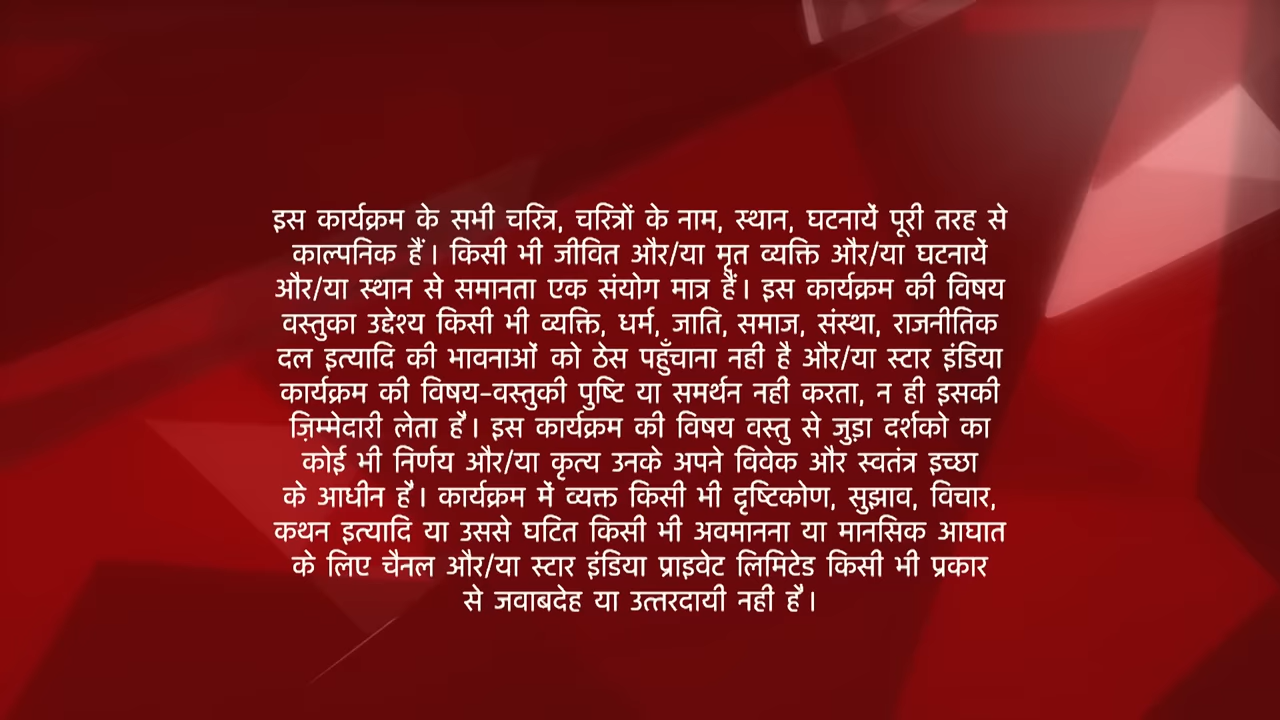 इस कार्यक्रम के सभी चरित्र, चरित्रों के नाम, स्थान, घटनायें पूरी तरह से
काल्पनिक हैं। किसी भी जीवित और/या मृत व्यक्ति और/या घटनायें
और/या स्थान से समानता एक संयोग मात्र हैं। इस कार्यक्रम की विषय
वस्तुका उद्देश्य किसी भी व्यक्ति, धर्म, जाति, समाज, संस्था, राजनीतिक
दल इत्यादि की भावनाओं को ठेस पहुँचाना नही है और/या स्टार इंडिया
कार्यक्रम की विषय-वस्तुकी पुष्टि या समर्थन नही करता, न ही इसकी
ज़िम्मेदारी लेता हैं। इस कार्यक्रम की विषय वस्तु से जुड़ा दर्शको का
कोई भी निर्णय और/या कृत्य उनके अपने विवेक और स्वतंत्र इच्छा
के आधीन हैं। कार्यक्रम में व्यक्त किसी भी दृष्टिकोण, सुझाव, विचार,
कथन इत्यादि या उससे घटित किसी भी अवमानना या मानसिक आघात
के लिए चैनल और/या स्टार इंडिया प्राइवेट लिमिटेड किसी भी प्रकार
से जवाबदेह या उत्तरदायी नही हैं।